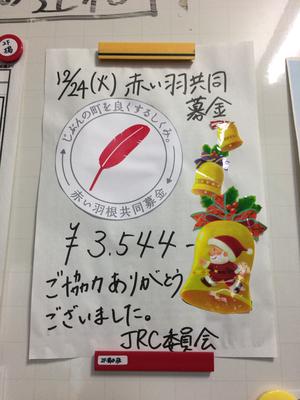 12/24(火) 赤い羽共同
募金
じぶんの町を良くするしくみ。
赤い羽根共同募金
¥3.544-
ご協力ありがとう
ございました。
JRC委員会